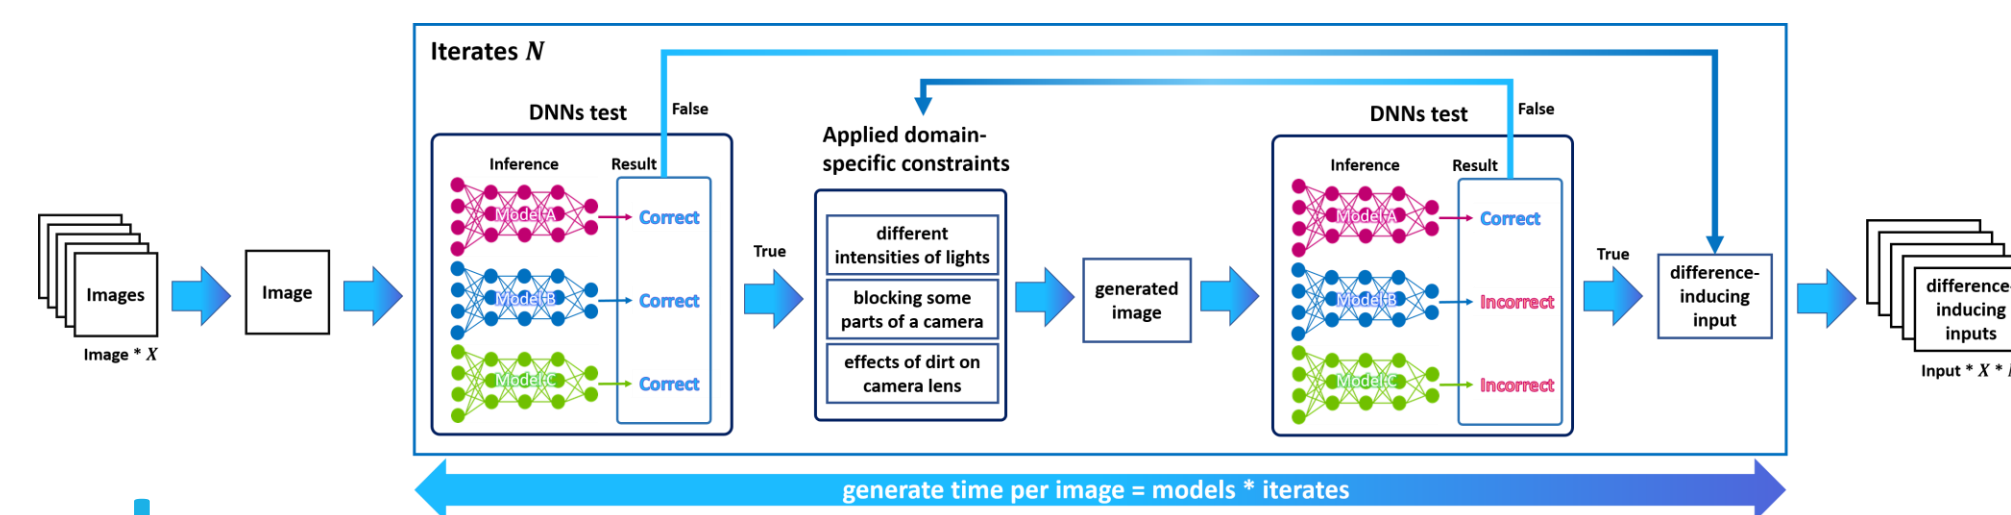 Iterates N
DNNs test
False
Inference
Result
Model-A
Correct
Model-B
Correct
Model-C
Correct
Images
Image * X
Image
True
Applied domain-
specific constraints
different
intensities of lights
blocking some
parts of a camera
effects of dirt on
camera lens
generated
image
DNNs test
False
Inference
Result
Model-A
Correct
Model-B
Incorrect
Model-C
Incorrect
True
difference-
inducing
input
difference-
inducing
inputs
Input * X *
generate time per image = models * iterates